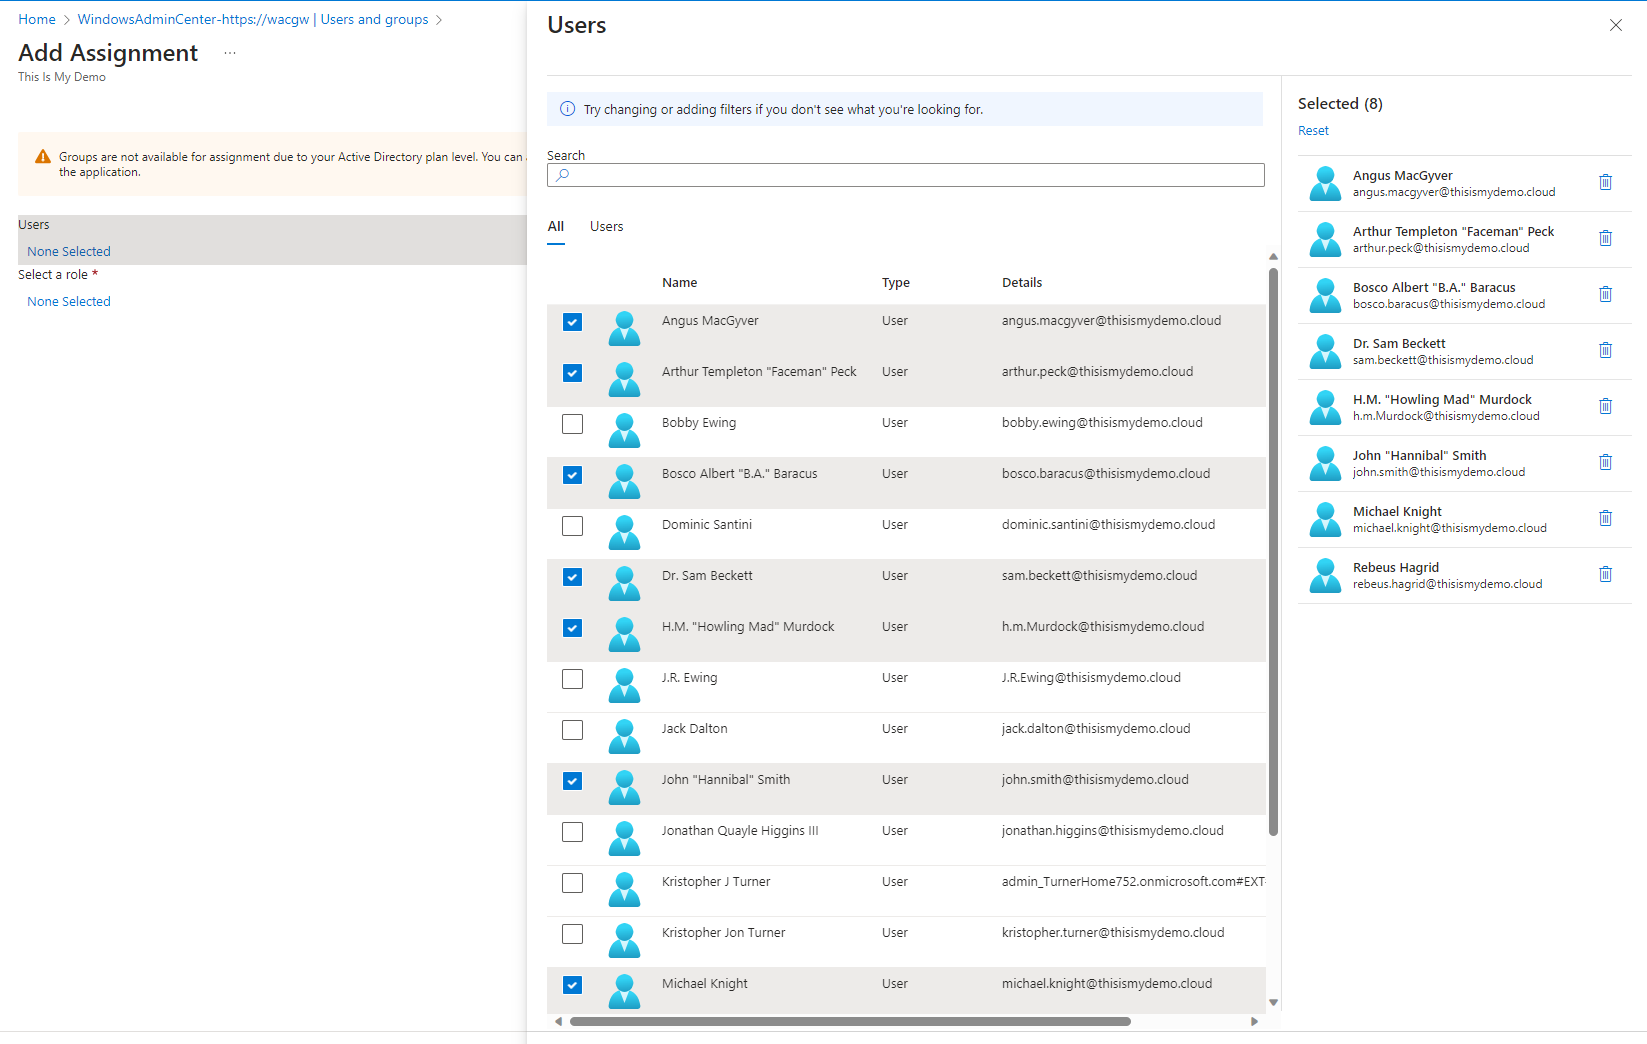 Home > WindowsAdminCenter-https://wacgw | Users and groups >
Add Assignment ...
This Is My Demo
Groups are not available for assignment due to your Active Directory plan level. You can
the application.
Users
None Selected
Select a role *
None Selected
Users
Try changing or adding filters if you don't see what you're looking for.
Search
All Users
Name Type Details
Angus MacGyver User angus.macgyver@thisismydemo.cloud
Arthur Templeton "Faceman" Peck User arthur.peck@thisismydemo.cloud
Bobby Ewing User bobby.ewing@thisismydemo.cloud
Bosco Albert "B.A." Baracus User bosco.baracus@thisismydemo.cloud
Dominic Santini User dominic.santini@thisismydemo.cloud
Dr. Sam Beckett User sam.beckett@thisismydemo.cloud
H.M. "Howling Mad" Murdock User h.m.Murdock@thisismydemo.cloud
J.R. Ewing User J.R.Ewing@thisismydemo.cloud
Jack Dalton User jack.dalton@thisismydemo.cloud
John "Hannibal" Smith User john.smith@thisismydemo.cloud
Jonathan Quayle Higgins III User jonathan.higgins@thisismydemo.cloud
Kristopher J Turner User admin_TurnerHome752.onmicrosoft.com#EXT
Kristopher Jon Turner User kristopher.turner@thisismydemo.cloud
Michael Knight User michael.knight@thisismydemo.cloud
Selected (8)
Reset
Angus MacGyver
angus.macgyver@thisismydemo.cloud
Arthur Templeton "Faceman" Peck
arthur.peck@thisismydemo.cloud
Bosco Albert "B.A." Baracus
bosco.baracus@thisismydemo.cloud
Dr. Sam Beckett
sam.beckett@thisismydemo.cloud
H.M. "Howling Mad" Murdock
h.m.Murdock@thisismydemo.cloud
John "Hannibal" Smith
john.smith@thisismydemo.cloud
Michael Knight
michael.knight@thisismydemo.cloud
Rebeus Hagrid
rebeus.hagrid@thisismydemo.cloud